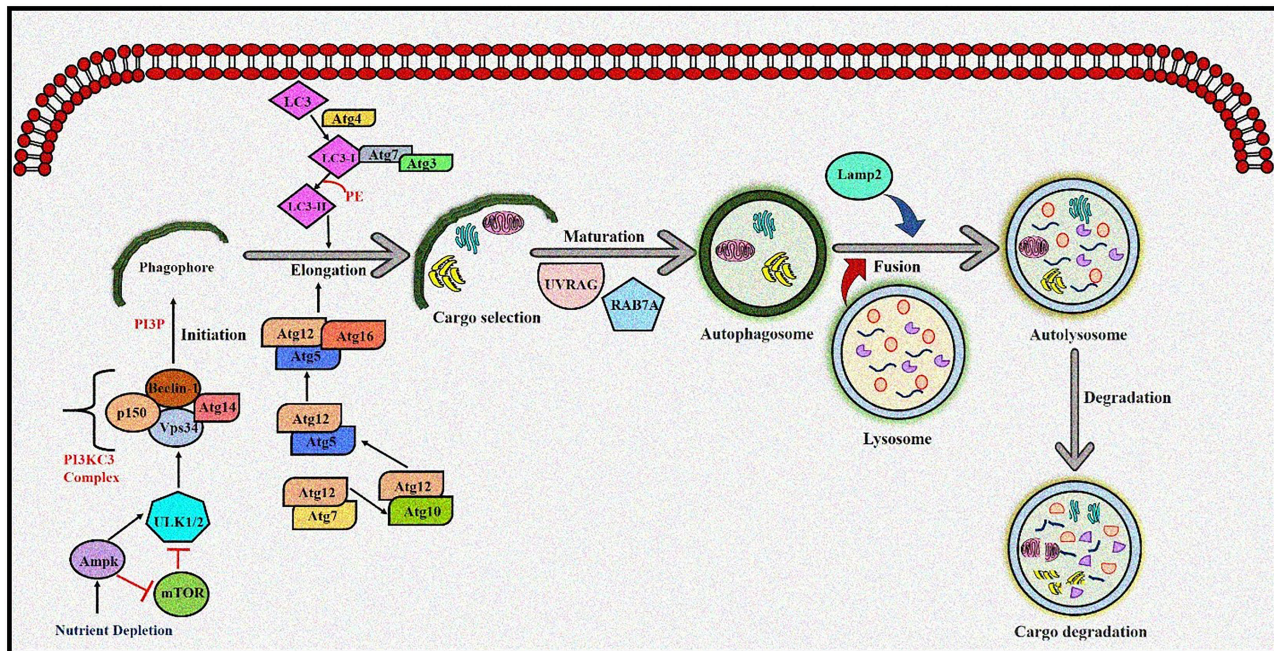 LC3
Atg4
LC3-I
Atg7
Atg3
PE
LC3-II
Lamp2
Phagophore
Elongation
Cargo selection
Maturation
UVRAG
RAB7A
Autophagosome
Fusion
Lysosome
Autolysosome
PI3P
Initiation
Beclin-1
p150
Atg14
Vps34
PI3KC3
Complex
Atg12
Atg16
Atg5
Atg12
Atg5
Atg12
Atg7
Atg12
Atg10
ULK1/2
Ampk
mTOR
Nutrient Depletion
Degradation
Cargo degradation